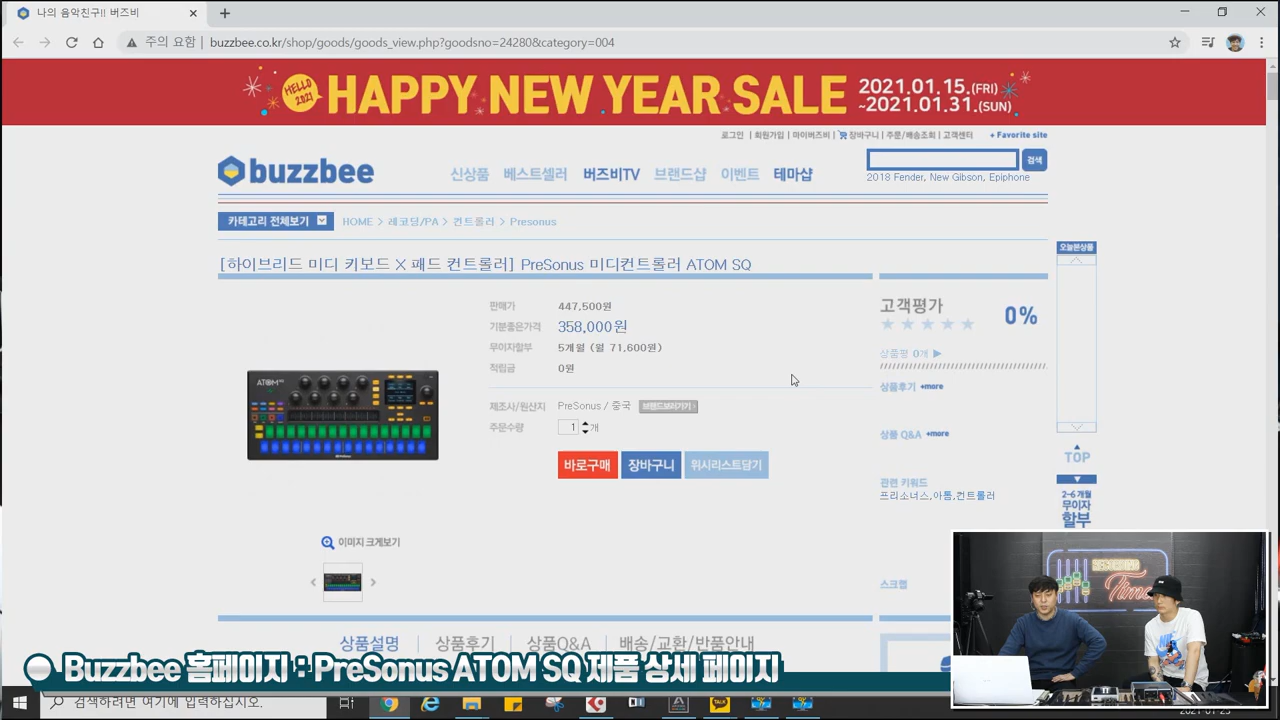 나의 음악친구!! 버즈비
주의 요함 | buzzbee.co.kr/shop/goods/goods_view.php?goodsno=24280&category=004
HELLO 2021
HAPPY NEW YEAR SALE
2021.01.15.(FRI)
~2021.01.31.(SUN)
로그인 | 회원가입 | 마이버즈비 | 장바구니 | 주문/배송조회 | 고객센터 + Favorite site
buzzbee
신상품 베스트셀러 버즈비TV 브랜드샵 이벤트 테마샵
검색
2018 Fender, New Gibson, Epiphone
카테고리 전체보기
HOME > 레코딩/PA > 컨트롤러 > Presonus
오늘본상품
[하이브리드 미디 키보드 X 패드 컨트롤러] PreSonus 미디컨트롤러 ATOM SQ
판매가 447,500원
기분좋은가격 358,000원
무이자할부 5개월 (월 71,600원)
적립금 0원
제조사/원산지 PreSonus / 중국 브랜드보러가기
주문수량 1 개
바로구매 장바구니 위시리스트담기
고객평가 0%
상품평 0개 ▶
상품후기 +more
상품 Q&A +more
관련 키워드
프리소너스,아톰,컨트롤러
스크랩
TOP
2~6개월
무이자
할부
ATOM SQ
이미지 크게보기
상품설명 | 상품후기 | 상품Q&A | 배송/교환/반품안내
RECORDING
Time
Buzzbee 홈페이지 : PreSonus ATOM SQ 제품 상세 페이지
검색하려면 여기에 입력하십시오.
TALK